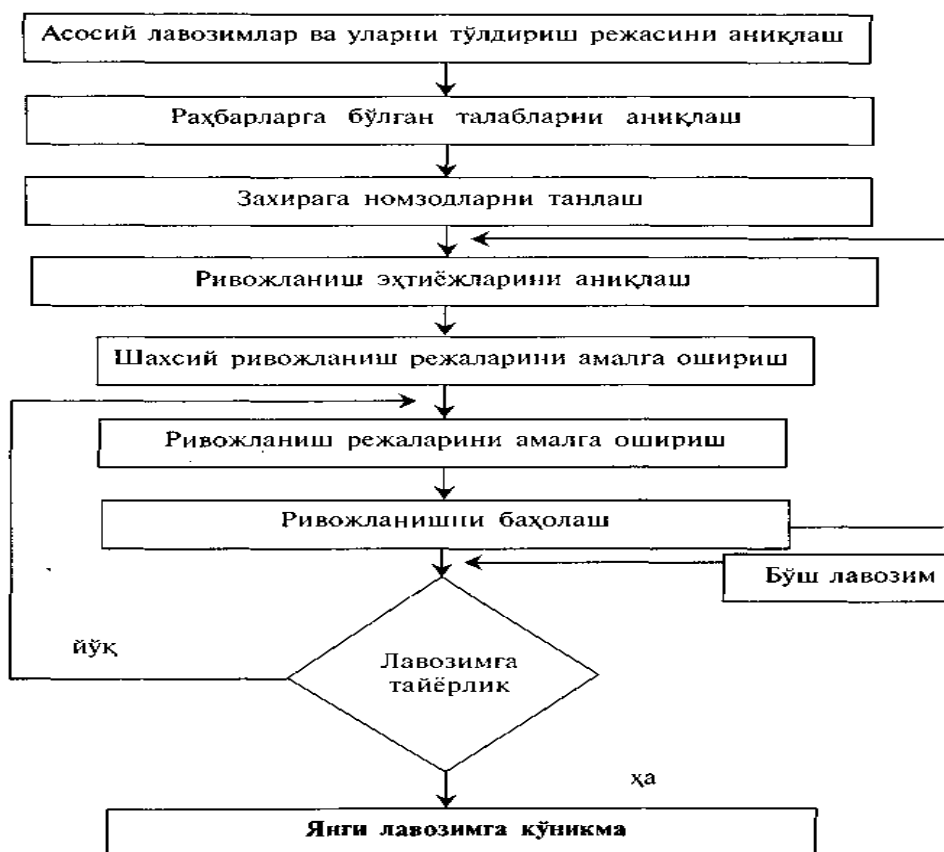 Асосий лавозимлар ва уларни тўлдириш режасини аниқлаш
Раҳбарларга бўлган талабларни аниқлаш
Захирага номзодларни танлаш
Ривожланиш эҳтиёжларини аниқлаш
Шахсий ривожланиш режаларини амалга ошириш
Ривожланиш режаларини амалга ошириш
Ривожланишни баҳолаш
Бўш лавозим
йўқ
Лавозимга
тайёрлик
ҳа
Янги лавозимга кўникма